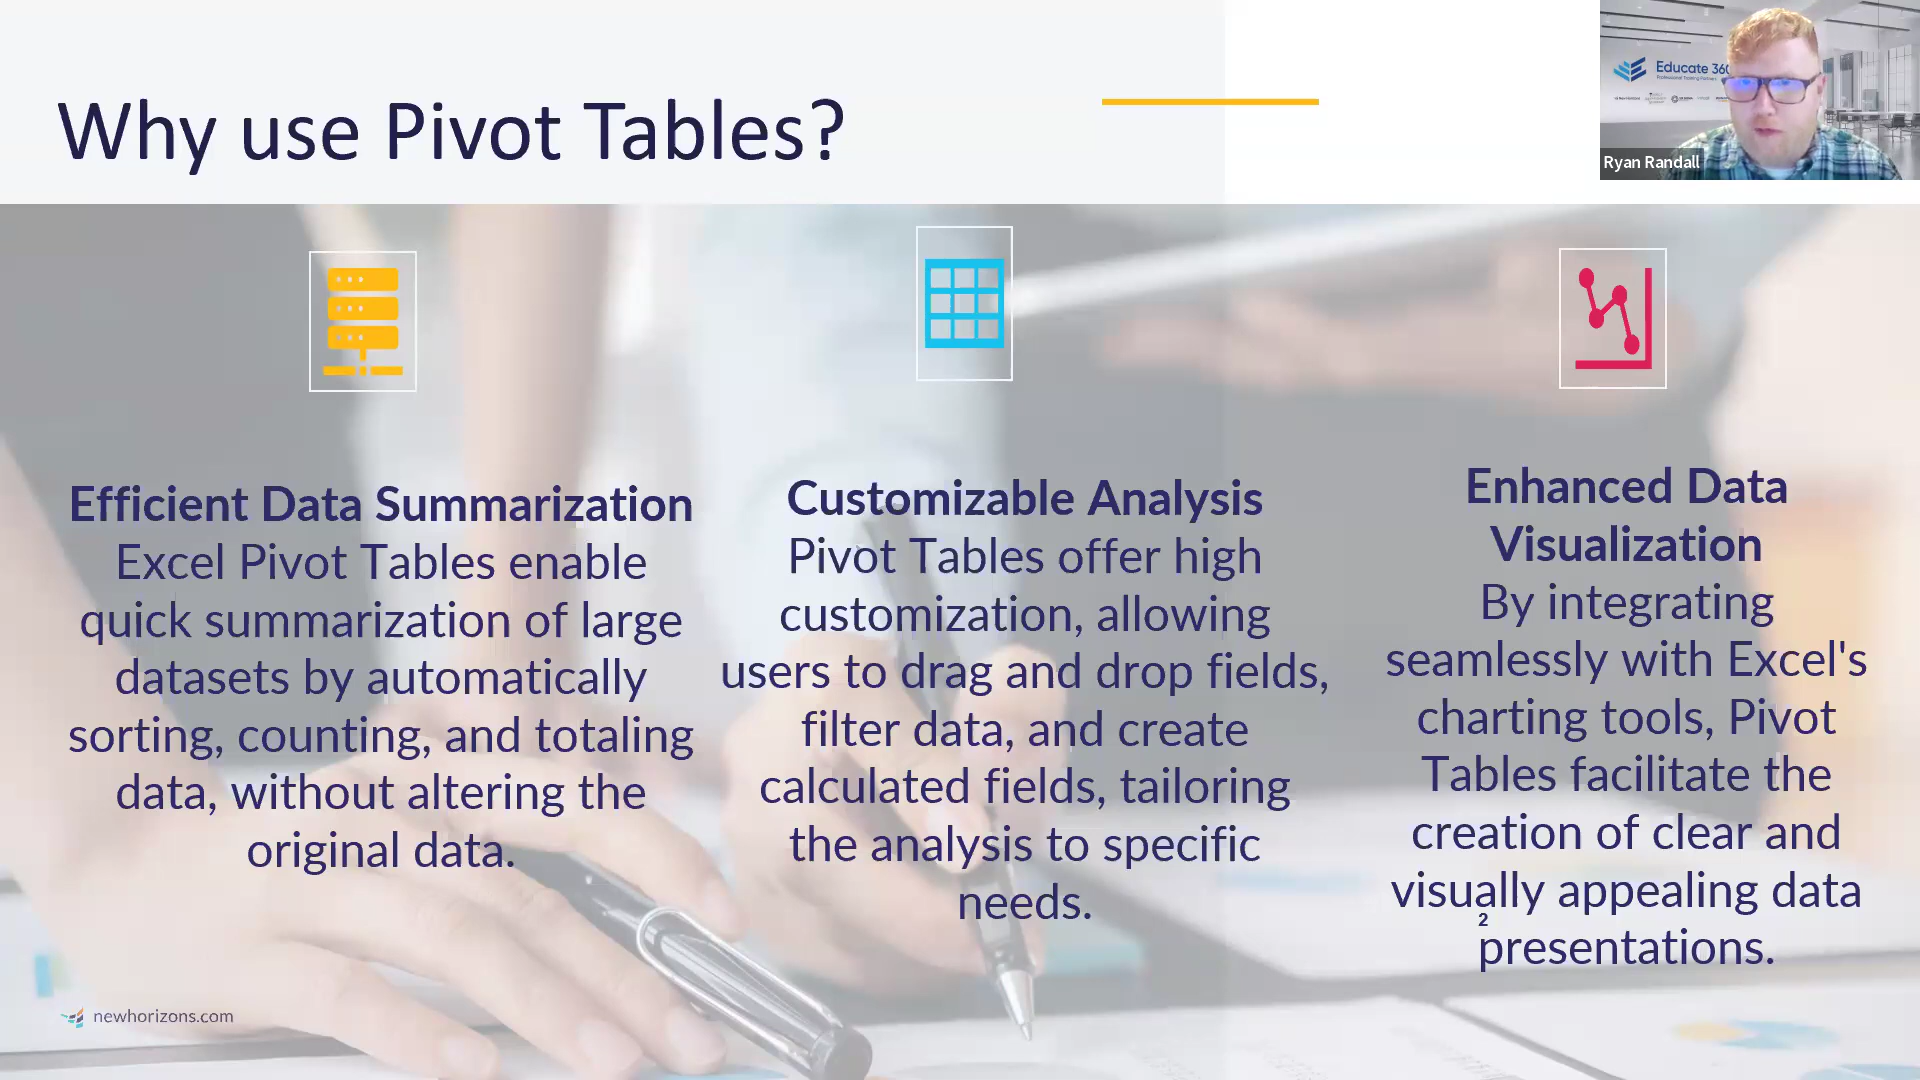 Why use Pivot Tables?
Educate 360
Professional Training Partners
Ryan Randall
Efficient Data Summarization
Excel Pivot Tables enable
quick summarization of large
datasets by automatically
sorting, counting, and totaling
data, without altering the
original data.
Customizable Analysis
Pivot Tables offer high
customization, allowing
users to drag and drop fields,
filter data, and create
calculated fields, tailoring
the analysis to specific
needs.
Enhanced Data
Visualization
By integrating
seamlessly with Excel's
charting tools, Pivot
Tables facilitate the
creation of clear and
visually appealing data
presentations.
2
newhorizons.com